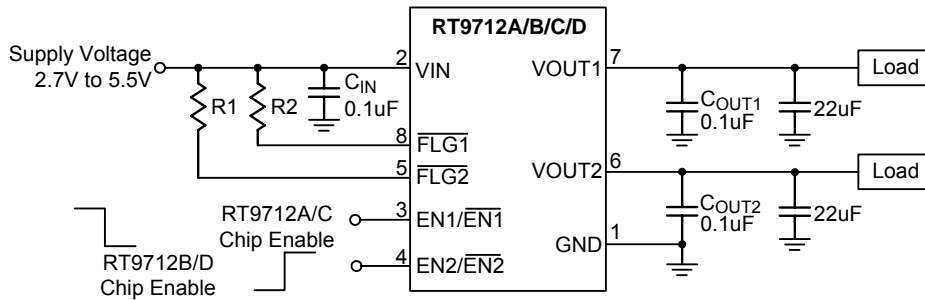 RT9712A/B/C/D
Supply Voltage
2.7V to 5.5V
2
VIN
VOUT1
7
Load
R1
R2
CIN
0.1uF
COUT1
0.1uF
22uF
8
FLG1
5
FLG2
VOUT2
6
Load
RT9712A/C
Chip Enable
3
EN1/EN1
COUT2
0.1uF
22uF
RT9712B/D
Chip Enable
4
EN2/EN2
GND
1